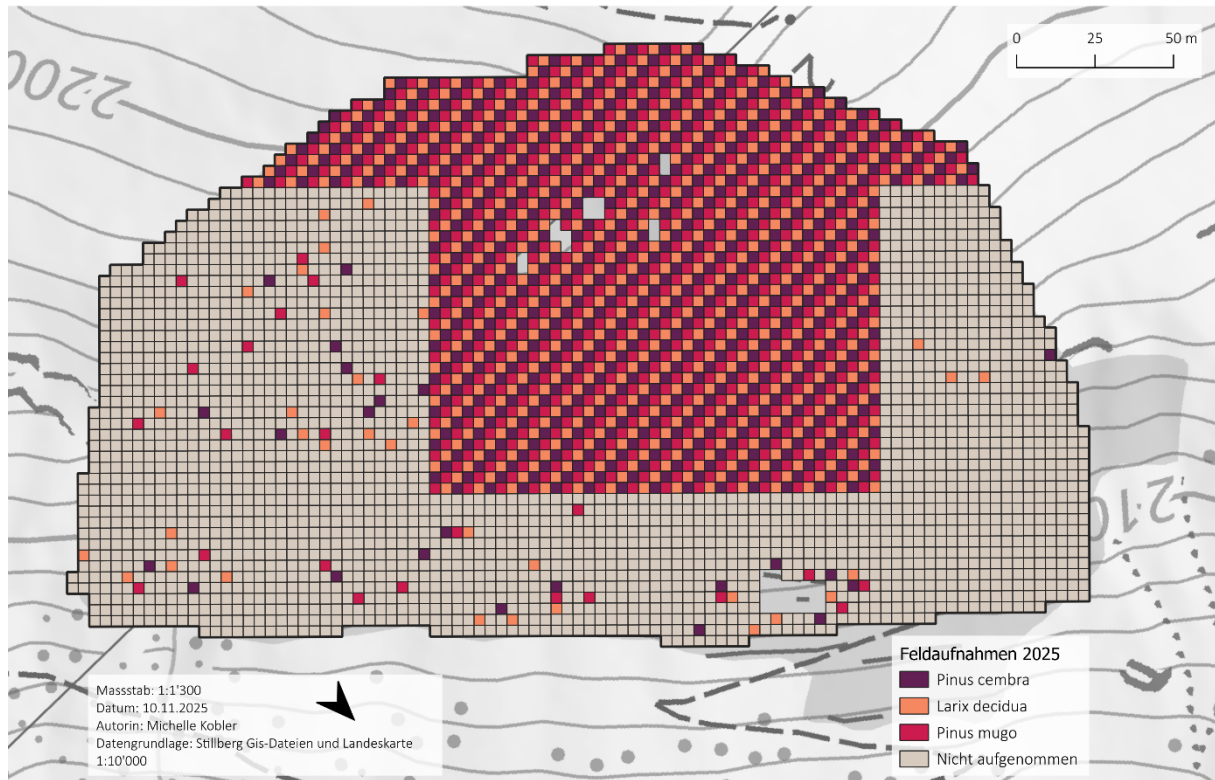 0 25 50 m
2200
2100
Feldaufnahmen 2025
Pinus cembra
Larix decidua
Pinus mugo
Nicht aufgenommen
Massstab: 1:1'300
Datum: 10.11.2025
Autorin: Michelle Kobler
Datengrundlage: Stillberg Gis-Dateien und Landeskarte
1:10'000